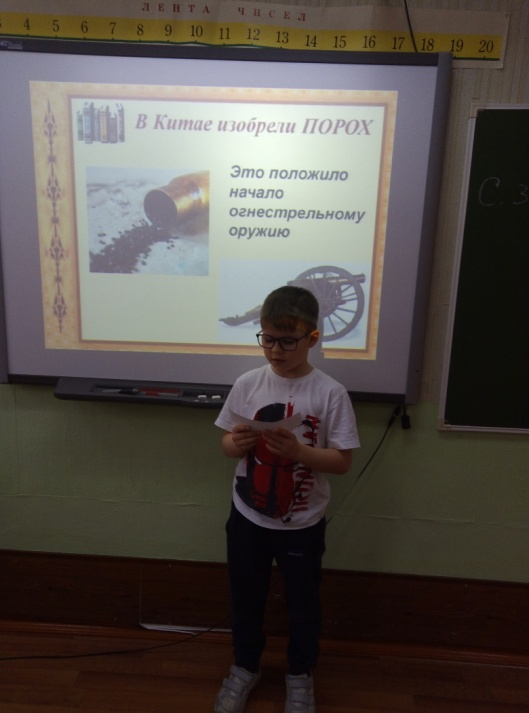 ЛЕНТА ЧИСЕЛ
4 5 6 7 8 9 10 11 12 13 14 15 16 17 18 19 20
В Китае изобрели ПОРОХ
Это положило
начало
огнестрельному
оружию
С. 3